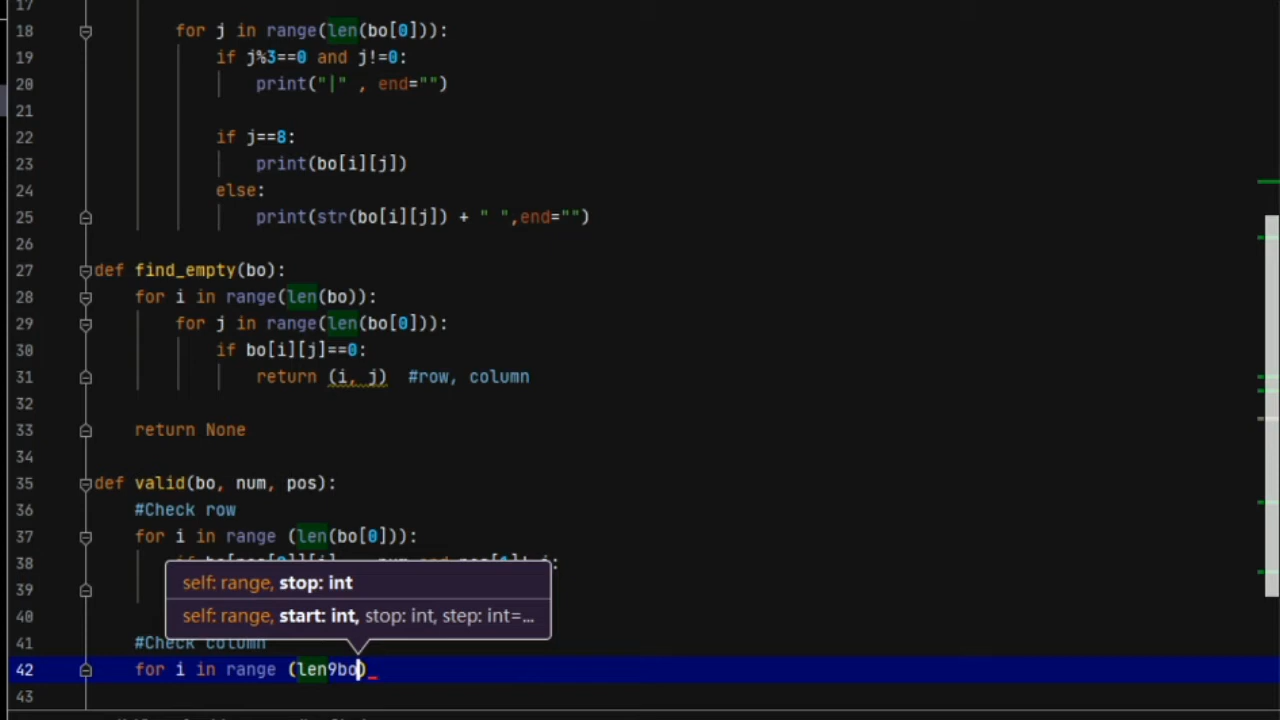 17
18 for j in range(len(bo[0])):
19 if j%3==0 and j!=0:
20 print("|" , end="")
21
22 if j==8:
23 print(bo[i][j])
24 else:
25 print(str(bo[i][j]) + " ",end="")
26
27 def find_empty(bo):
28 for i in range(len(bo)):
29 for j in range(len(bo[0])):
30 if bo[i][j]==0:
31 return (i, j) #row, column
32
33 return None
34
35 def valid(bo, num, pos):
36 #Check row
37 for i in range (len(bo[0])):
38
self: range, stop: int
39
self: range, start: int, stop: int, step: int=...
40
41 #Check column
42 for i in range (len9bo)
43